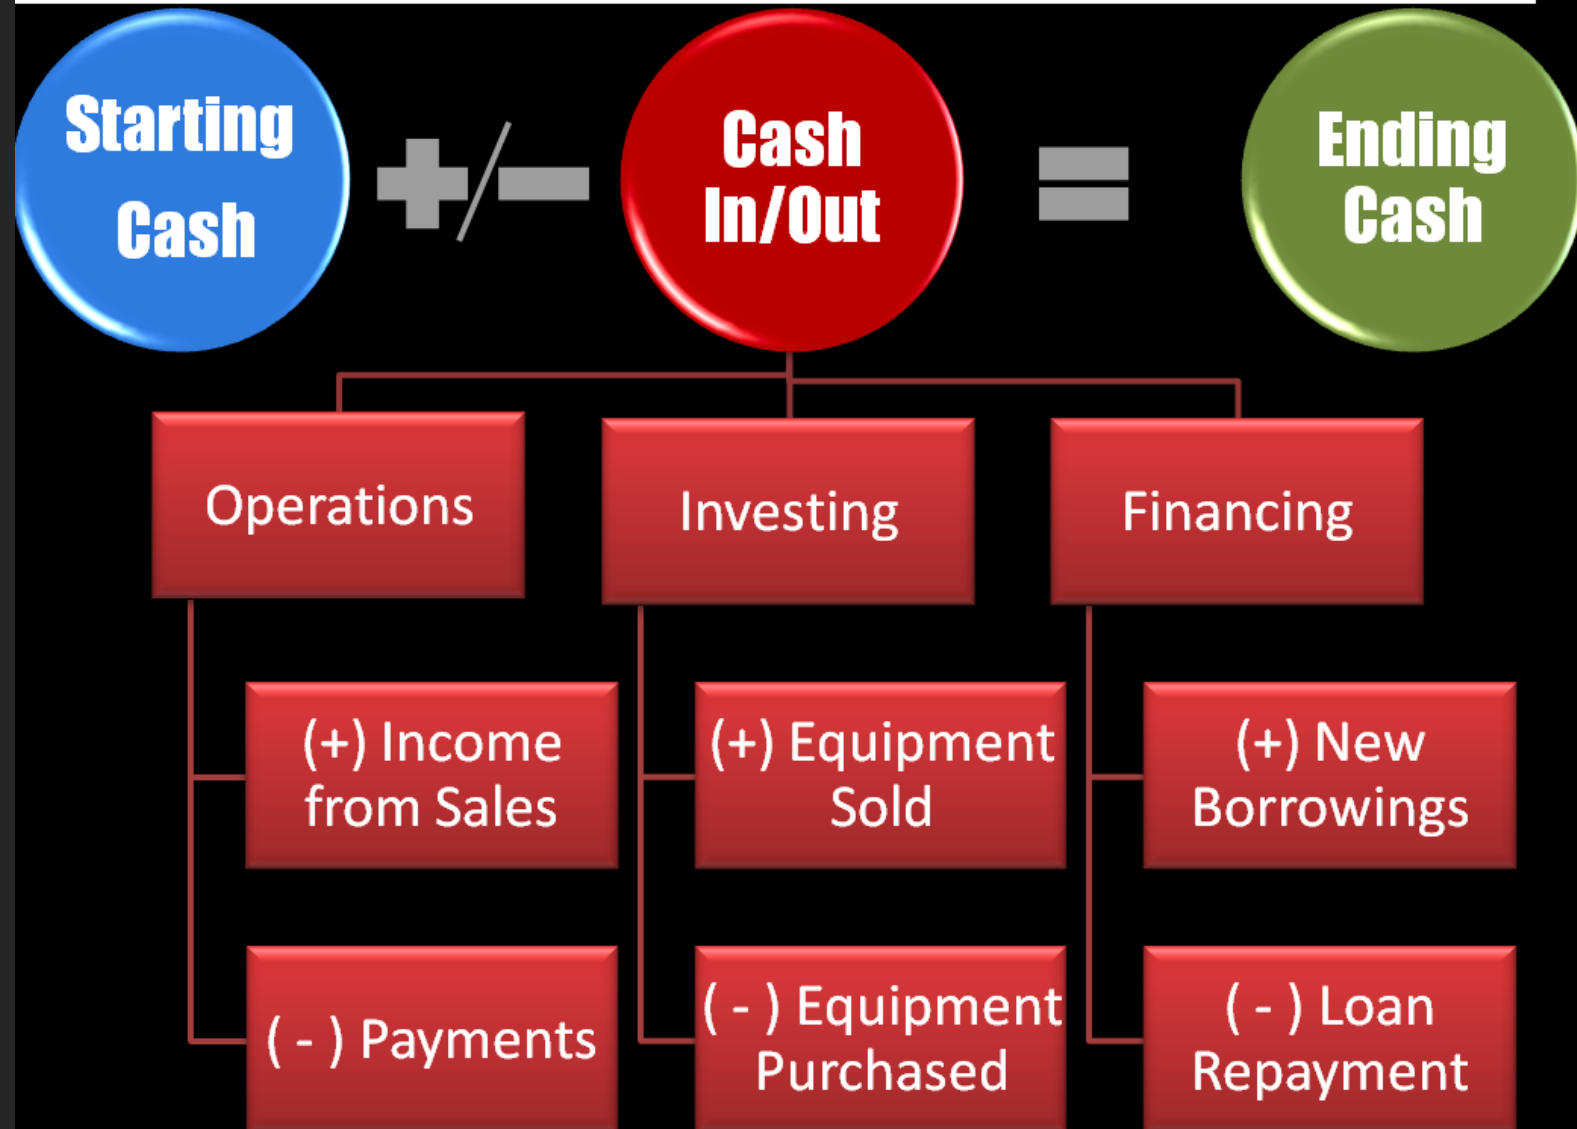 Starting
Cash
+/-
Cash
In/Out
=
Ending
Cash
Operations
Investing
Financing
(+) Income
from Sales
(+) Equipment
Sold
(+) New
Borrowings
( - ) Payments
( - ) Equipment
Purchased
( - ) Loan
Repayment